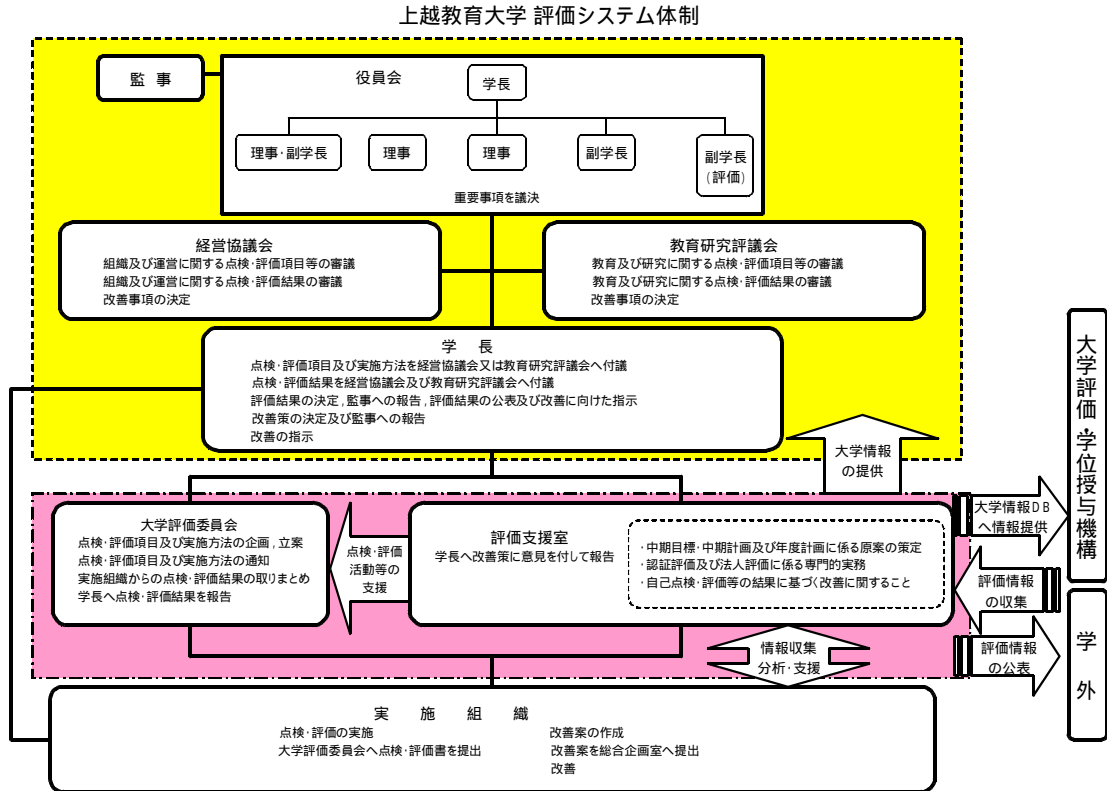 上越教育大学 評価システム体制
監 事
役員会
学長
理事・副学長
理事
理事
副学長
副学長
(評価)
重要事項を議決
経営協議会
組織及び運営に関する点検・評価項目等の審議
組織及び運営に関する点検・評価結果の審議
改善事項の決定
教育研究評議会
教育及び研究に関する点検・評価項目等の審議
教育及び研究に関する点検・評価結果の審議
改善事項の決定
学 長
点検・評価項目及び実施方法を経営協議会又は教育研究評議会へ付議
点検・評価結果を経営協議会及び教育研究評議会へ付議
評価結果の決定,監事への報告,評価結果の公表及び改善に向けた指示
改善策の決定及び監事への報告
改善の指示
大学情報
の提供
大学評価委員会
点検・評価項目及び実施方法の企画,立案
点検・評価項目及び実施方法の通知
実施組織からの点検・評価結果の取りまとめ
学長へ点検・評価結果を報告
点検・評価
活動等の
支援
評価支援室
学長へ改善策に意見を付して報告
・中期目標・中期計画及び年度計画に係る原案の策定
・認証評価及び法人評価に係る専門的実務
・自己点検・評価等の結果に基づく改善に関すること
大学情報DB
へ情報提供
評価情報
の収集
評価情報
の公表
大学評価・学位授与機構
学 外
情報収集
分析・支援
実 施 組 織
点検・評価の実施
大学評価委員会へ点検・評価書を提出
改善案の作成
改善案を総合企画室へ提出
改善